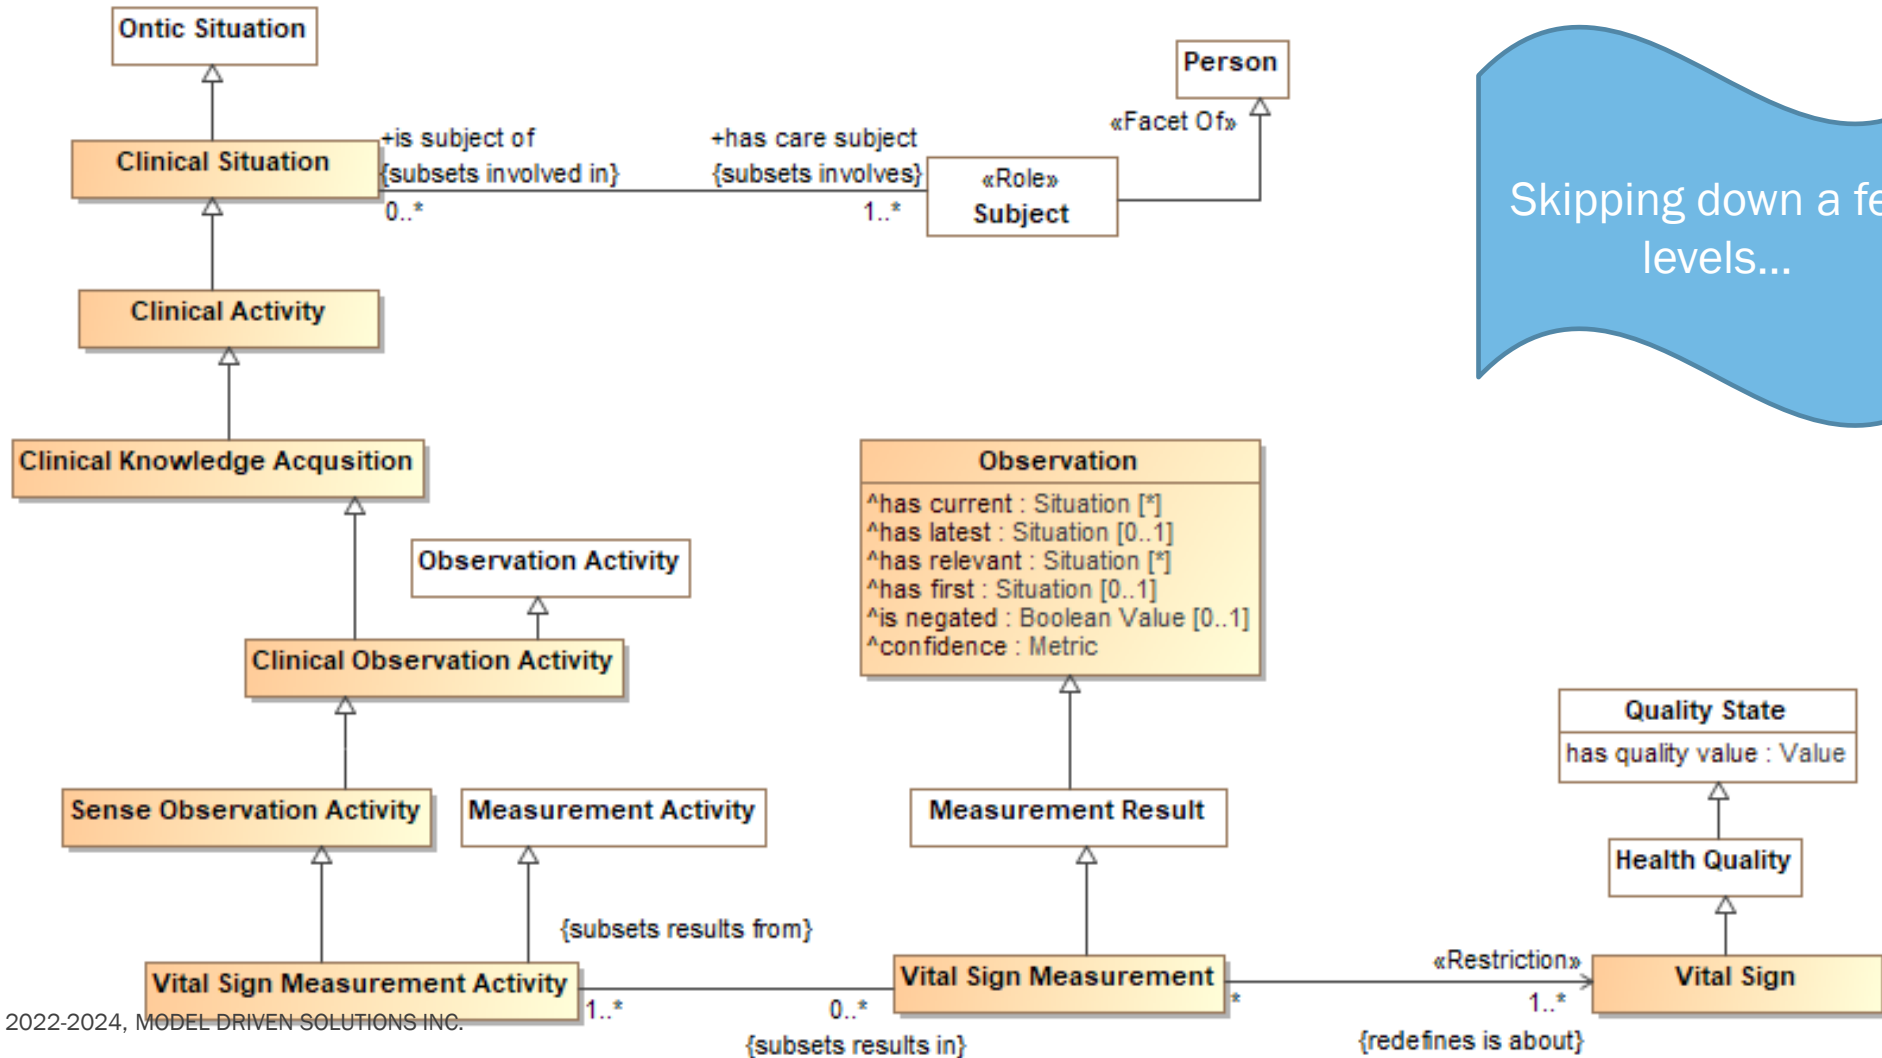 Ontic Situation
Person
«Facet Of»
+is subject of
{subsets involved in}
0..*
+has care subject
{subsets involves}
1..*
Clinical Situation
«Role»
Subject
Skipping down a
levels...
Clinical Activity
Clinical Knowledge Acqusition
Observation
^has current : Situation [*]
^has latest : Situation [0..1]
^has relevant : Situation [*]
^has first : Situation [0..1]
^is negated : Boolean Value [0..1]
^confidence : Metric
Observation Activity
Clinical Observation Activity
Quality State
has quality value : Value
Sense Observation Activity
Measurement Activity
Measurement Result
Health Quality
{subsets results from}
Vital Sign Measurement Activity
1..*
0..*
{subsets results in}
Vital Sign Measurement
*
«Restriction»
1..*
{redefines is about}
Vital Sign
2022-2024, MODEL DRIVEN SOLUTIONS INC.